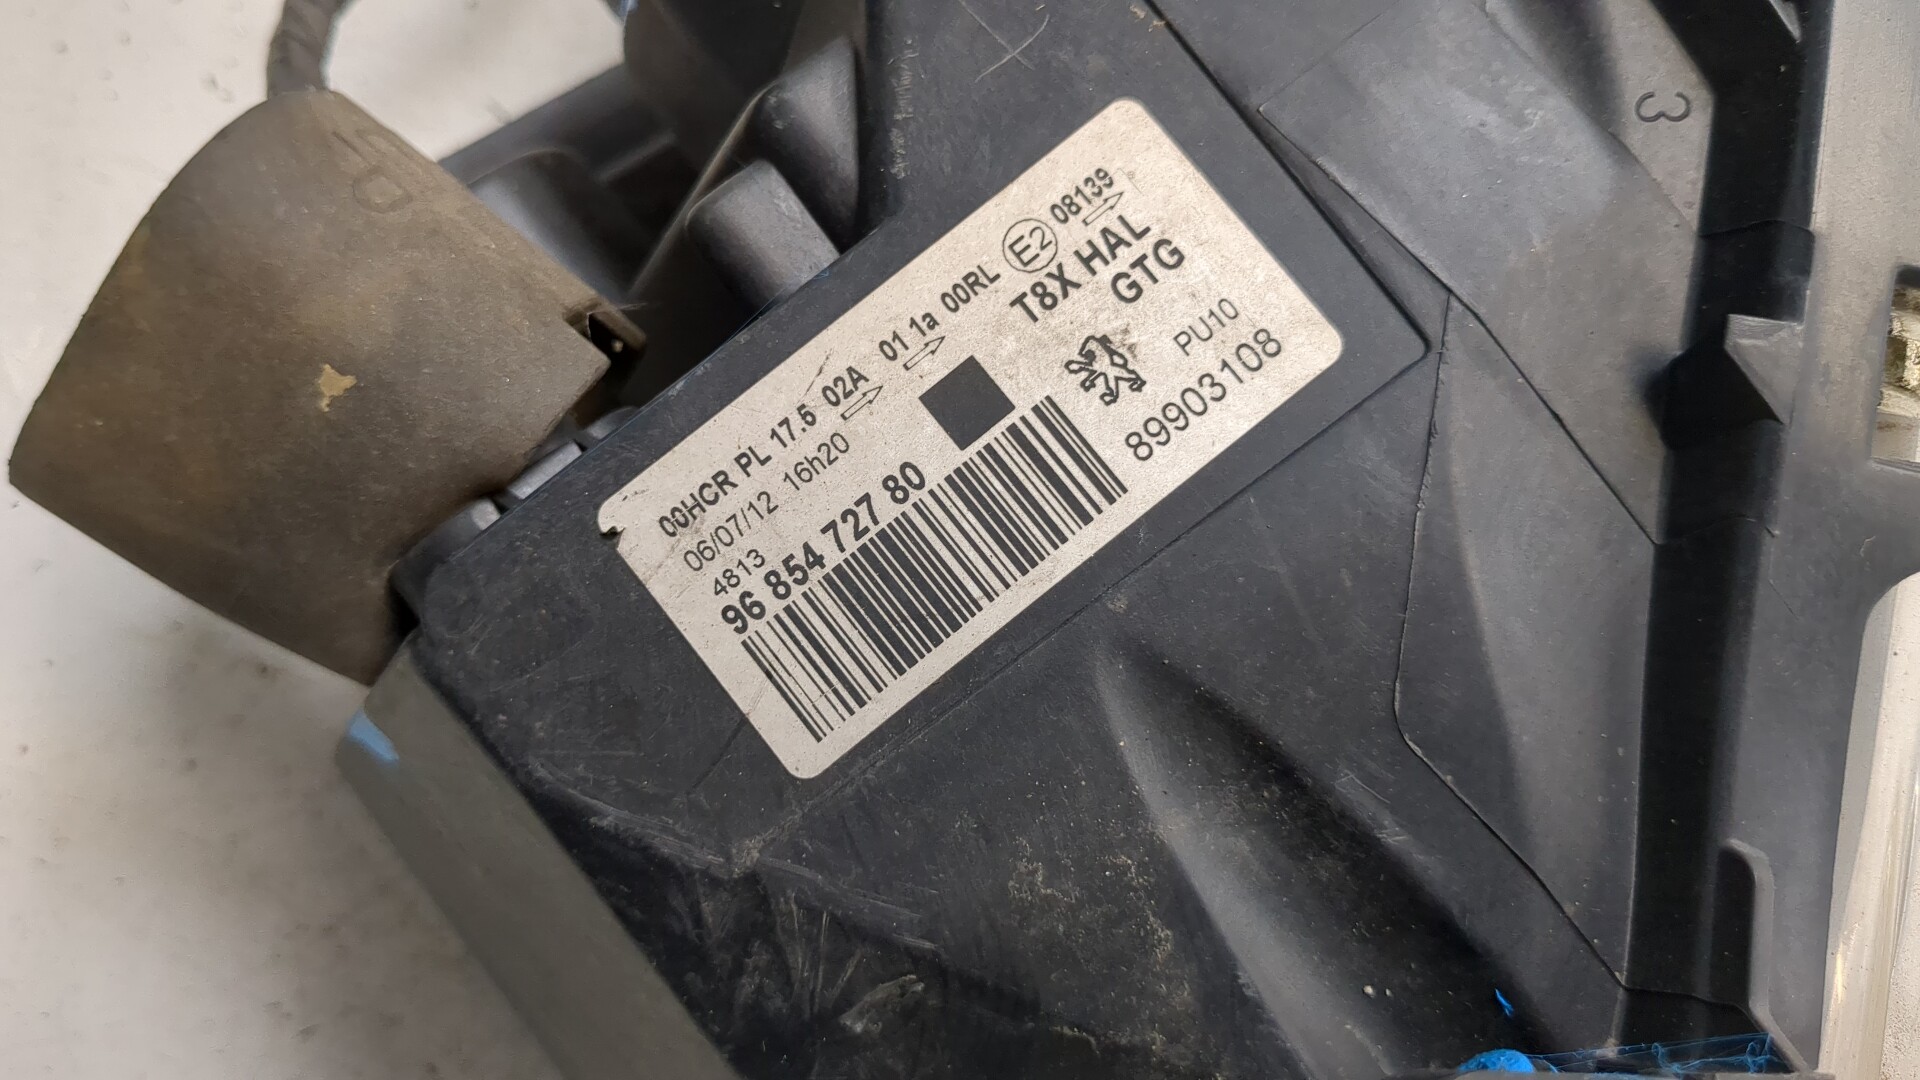 00HCR PL 17.5 02A 01 1a 00RL E2 08139
06/07/12 16h20
T8X HAL
4813
GTG
96 854 727 80
PU10
89903108
3